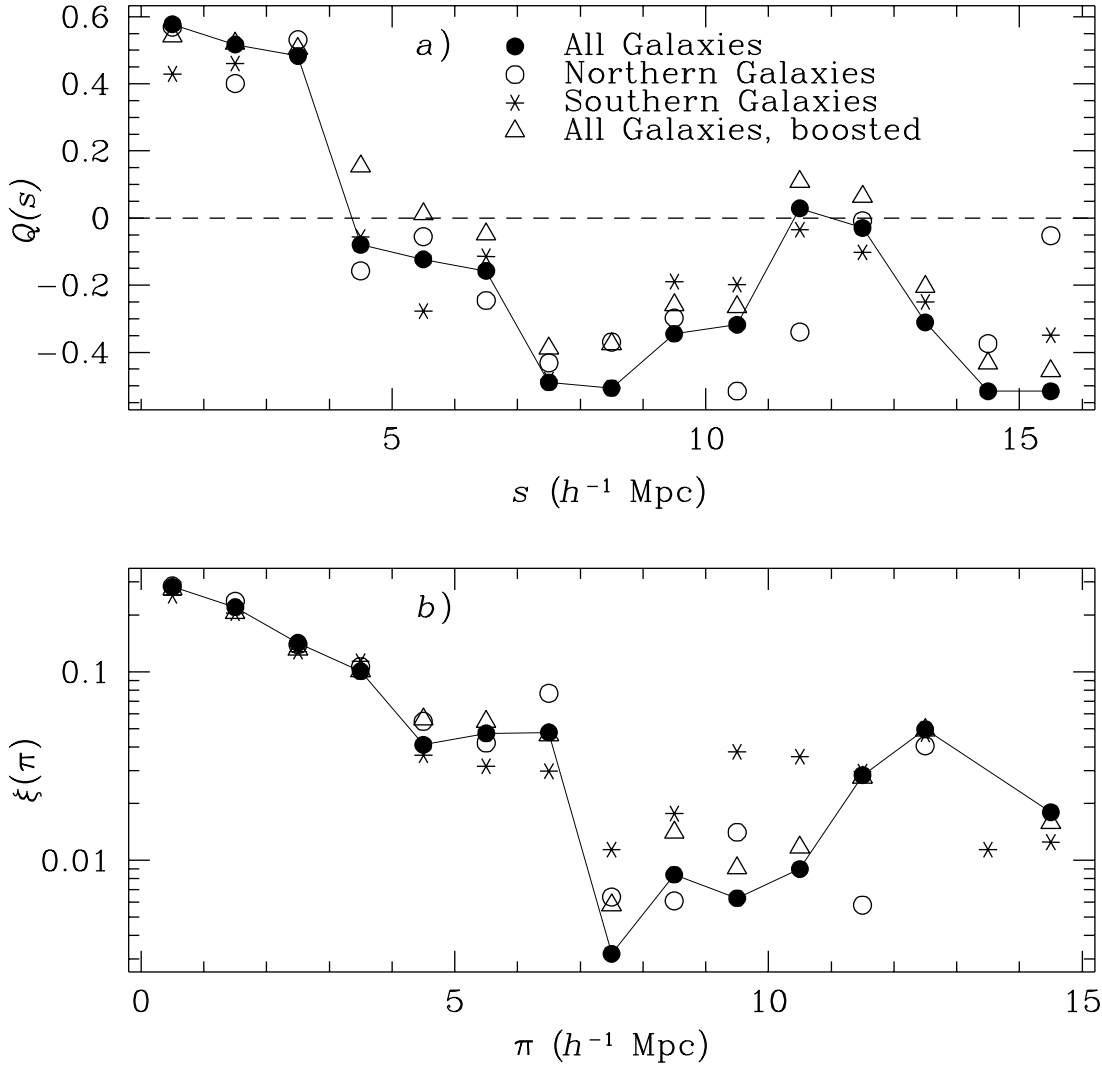 a)
All Galaxies
Northern Galaxies
Southern Galaxies
All Galaxies, boosted
0.6
0.4
0.2
0
−0.2
−0.4
Q(s)
5
10
15
s (h⁻¹ Mpc)
b)
0.1
0.01
ξ(π)
0
5
10
15
π (h⁻¹ Mpc)